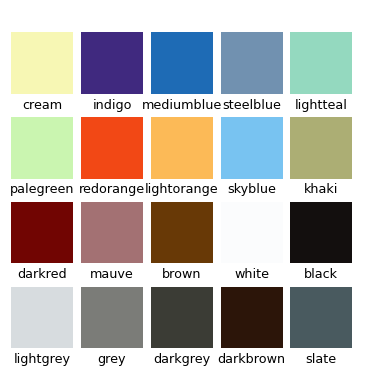 cream indigo mediumblue steelblue lightteal
palegreen redorange lightorange skyblue khaki
darkred mauve brown white black
lightgrey grey darkgrey darkbrown slate